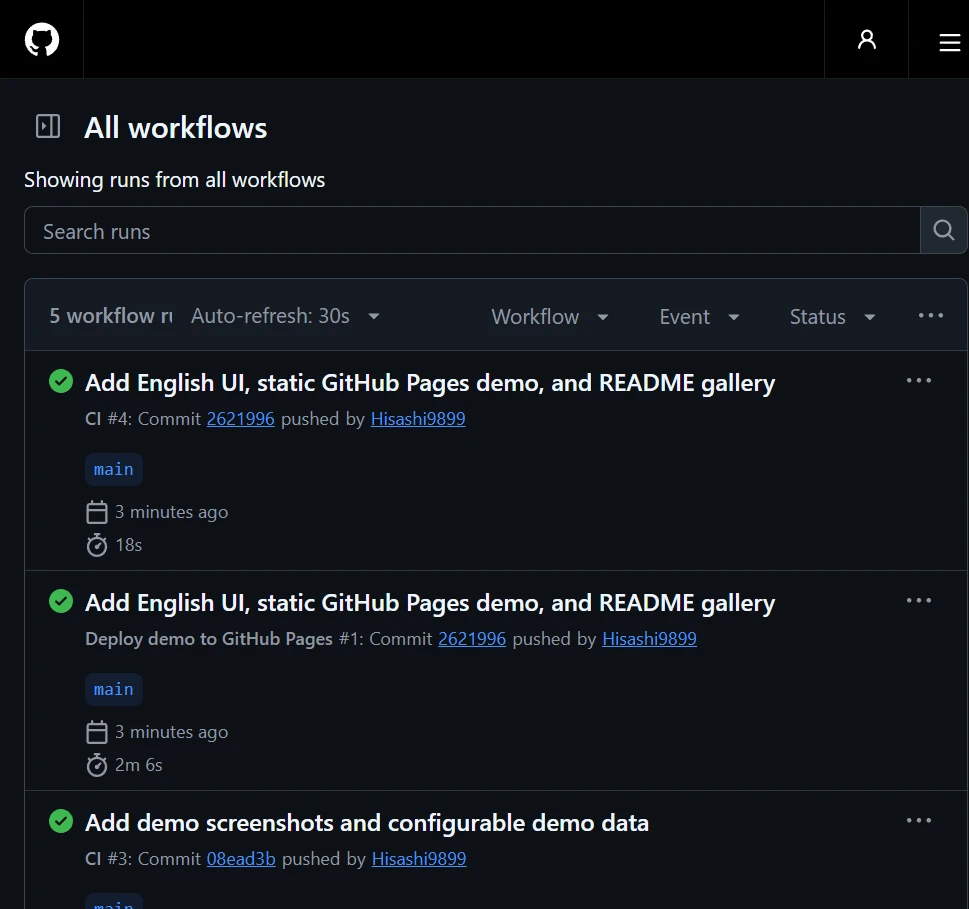 All workflows
Showing runs from all workflows
Search runs
5 workflow Auto-refresh: 30s Workflow Event Status
Add English UI, static GitHub Pages demo, and README gallery
CI #4: Commit 2621996 pushed by Hisashi9899
main
3 minutes ago
18s
Add English UI, static GitHub Pages demo, and README gallery
Deploy demo to GitHub Pages #1: Commit 2621996 pushed by Hisashi9899
main
3 minutes ago
2m 6s
Add demo screenshots and configurable demo data
CI #3: Commit 08ead3b pushed by Hisashi9899
main